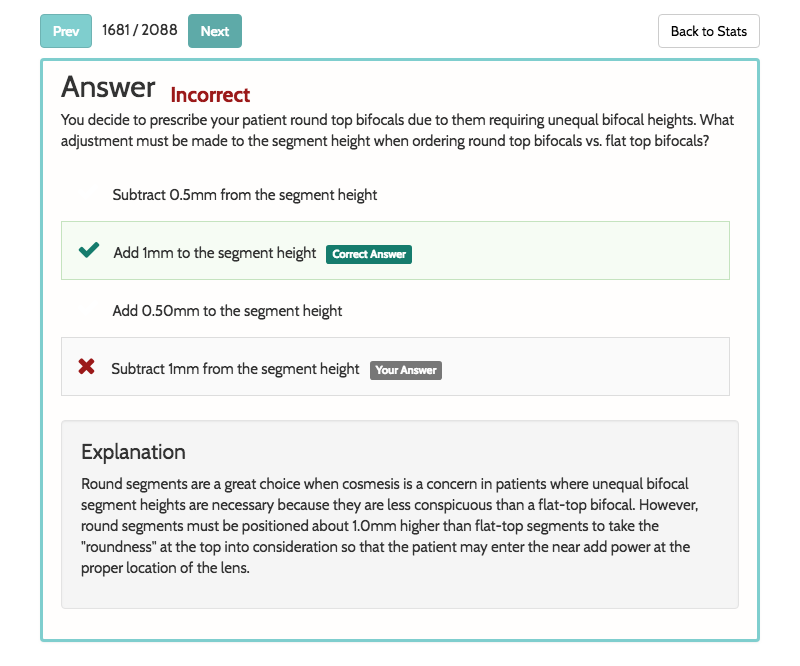 Prev 1681 / 2088 Next Back to Stats
Answer Incorrect
You decide to prescribe your patient round top bifocals due to them requiring unequal bifocal heights. What
adjustment must be made to the segment height when ordering round top bifocals vs. flat top bifocals?
Subtract 0.5mm from the segment height
Add 1mm to the segment height Correct Answer
Add 0.50mm to the segment height
Subtract 1mm from the segment height Your Answer
Explanation
Round segments are a great choice when cosmesis is a concern in patients where unequal bifocal
segment heights are necessary because they are less conspicuous than a flat-top bifocal. However,
round segments must be positioned about 1.0mm higher than flat-top segments to take the
"roundness" at the top into consideration so that the patient may enter the near add power at the
proper location of the lens.